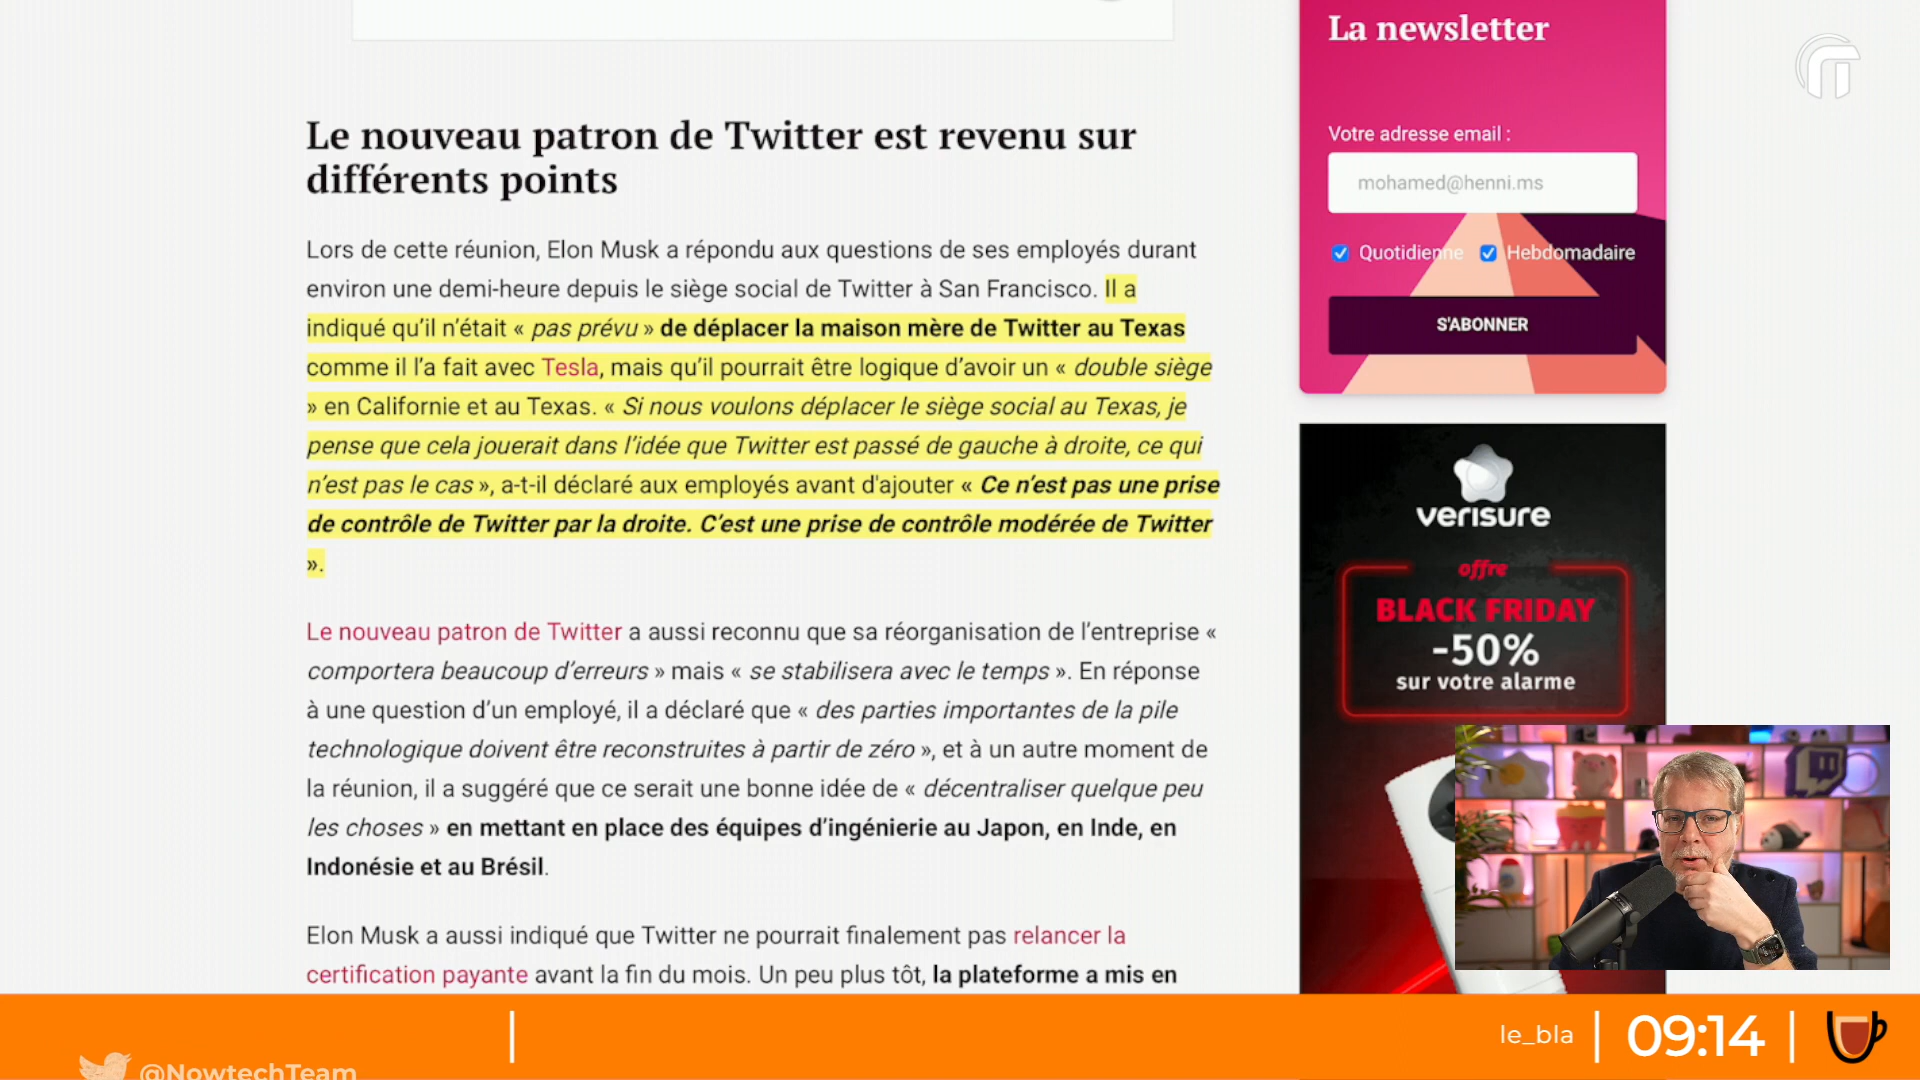 Le nouveau patron de Twitter est revenu sur
différents points
Lors de cette réunion, Elon Musk a répondu aux questions de ses employés durant
environ une demi-heure depuis le siège social de Twitter à San Francisco. Il a
indiqué qu’il n’était « pas prévu » de déplacer la maison mère de Twitter au Texas
comme il l’a fait avec Tesla, mais qu’il pourrait être logique d’avoir un « double siège
» en Californie et au Texas. « Si nous voulons déplacer le siège social au Texas, je
pense que cela jouerait dans l’idée que Twitter est passé de gauche à droite, ce qui
n’est pas le cas », a-t-il déclaré aux employés avant d'ajouter « Ce n’est pas une prise
de contrôle de Twitter par la droite. C’est une prise de contrôle modérée de Twitter
».
Le nouveau patron de Twitter a aussi reconnu que sa réorganisation de l’entreprise «
comportera beaucoup d’erreurs » mais « se stabilisera avec le temps ». En réponse
à une question d’un employé, il a déclaré que « des parties importantes de la pile
technologique doivent être reconstruites à partir de zéro », et à un autre moment de
la réunion, il a suggéré que ce serait une bonne idée de « décentraliser quelque peu
les choses » en mettant en place des équipes d’ingénierie au Japon, en Inde, en
Indonésie et au Brésil.
Elon Musk a aussi indiqué que Twitter ne pourrait finalement pas relancer la
certification payante avant la fin du mois. Un peu plus tôt, la plateforme a mis en
La newsletter
Votre adresse email :
mohamed@henni.ms
Quotidienne Hebdomadaire
S'ABONNER
verisure
offre
BLACK FRIDAY
-50%
sur votre alarme
@NowtechTeam
le_bla
09:14